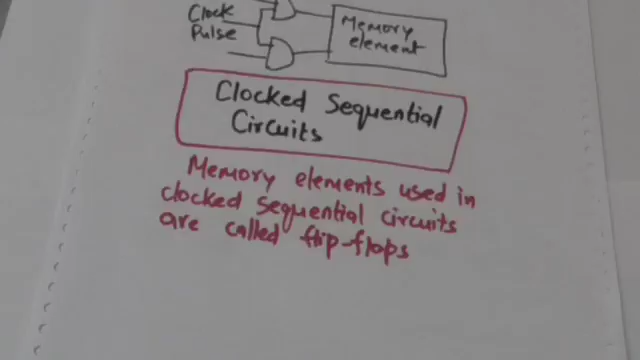 Clock
Pulse
Memory
element
Clocked Sequential
Circuits
Memory elements used in
clocked sequential circuits
are called flip-flops